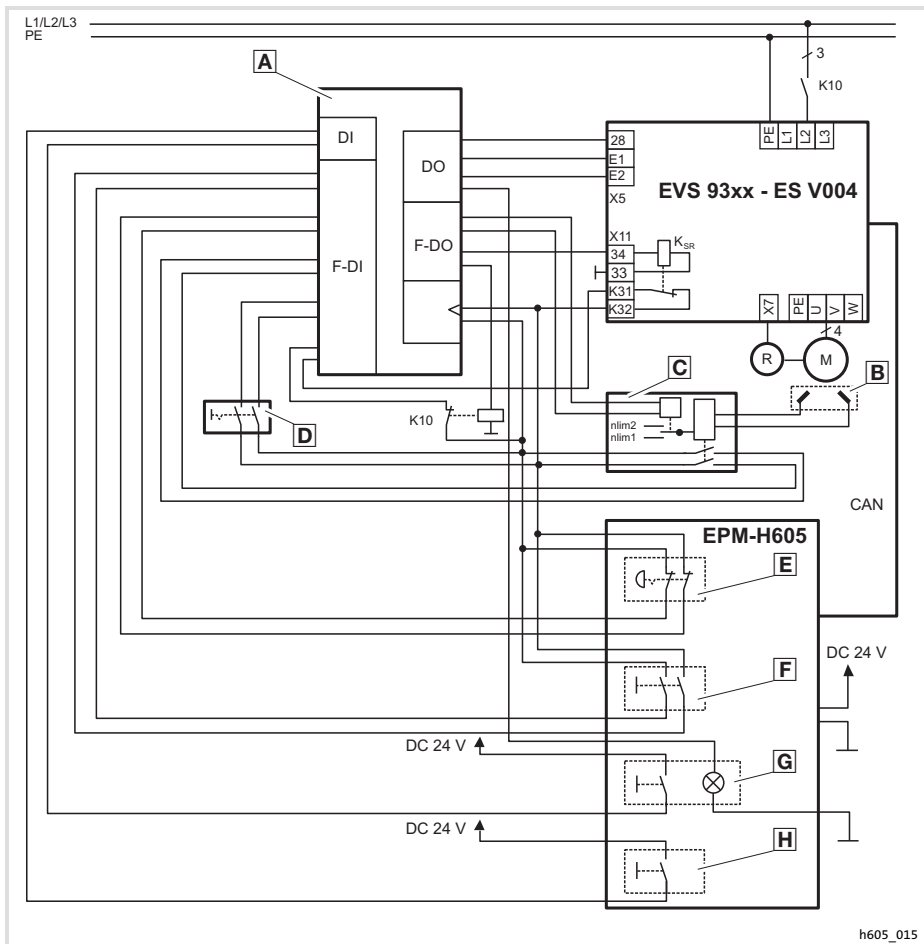 L1/L2/L3
PE
3
K10
A
PE L1 L2 L3
DI
DO
28
E1
E2
X5
EVS 93xx - ES V004
F-DI
F-DO
X11
34
33
K31
K32
KSR
X7 PE U V W
4
R
M
B
C
D
K10
nlim2
nlim1
CAN
EPM-H605
E
F
DC 24 V
DC 24 V
G
DC 24 V
H
h605_015